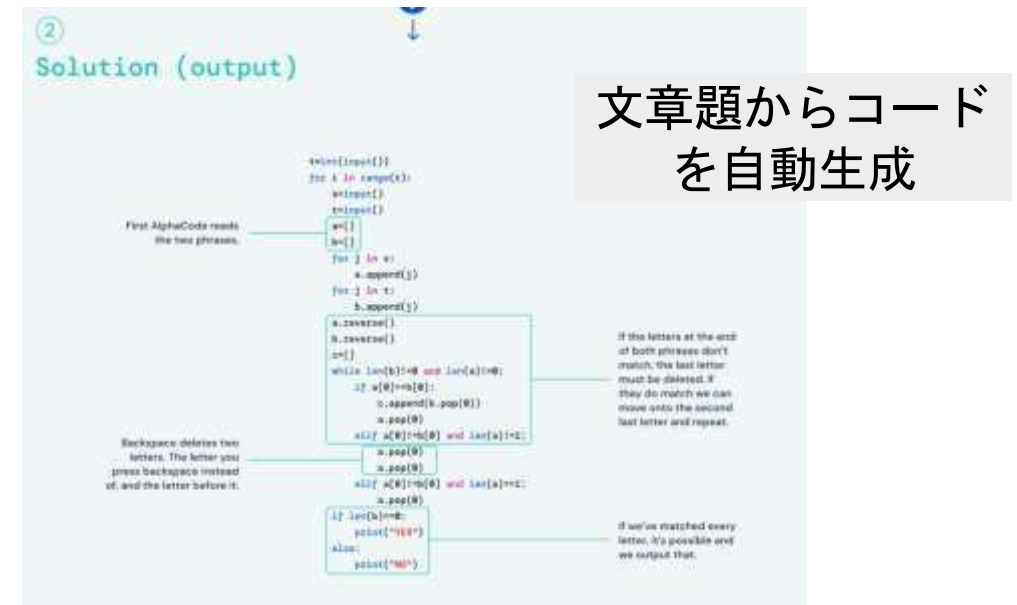 ②
Solution (output)
文章題からコード
を自動生成
t=int(input())
for i in range(t):
s=input()
t=input()
a=[]
b=[]
for j in s:
a.append(j)
for j in t:
b.append(j)
a.reverse()
b.reverse()
c=[]
while len(b)!=0 and len(a)!=0:
if a[0]==b[0]:
c.append(b.pop(0))
a.pop(0)
elif a[0]!=b[0] and len(a)!=1:
a.pop(0)
a.pop(0)
elif a[0]!=b[0] and len(a)==1:
a.pop(0)
if len(b)==0:
print("YES")
else:
print("NO")
First AlphaCode reads
the two phrases.
Backspace deletes two
letters. The letter you
press backspace instead
of, and the letter before it.
If the letters at the end
of both phrases don't
match, the last letter
must be deleted. If
they do match we can
move onto the second
last letter and repeat.
If we've matched every
letter, it's possible and
we output that.